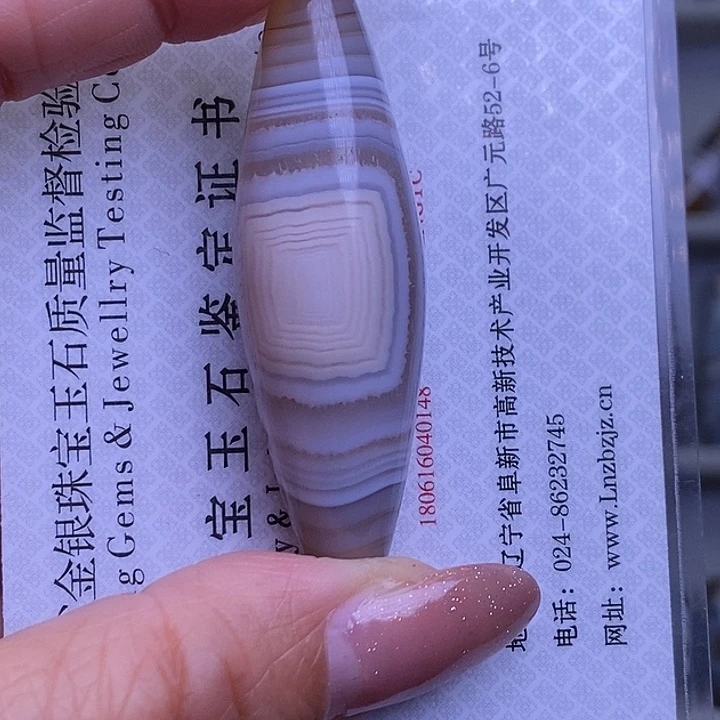 金银珠宝玉石质量监督检验
Gems & Jewellry Testing
宝玉石鉴定证书
y &
180616040148
辽宁省阜新市高新技术产业开发区广元路52-6号
电话：024-86232745
网址：www.Lnzbzjz.cn